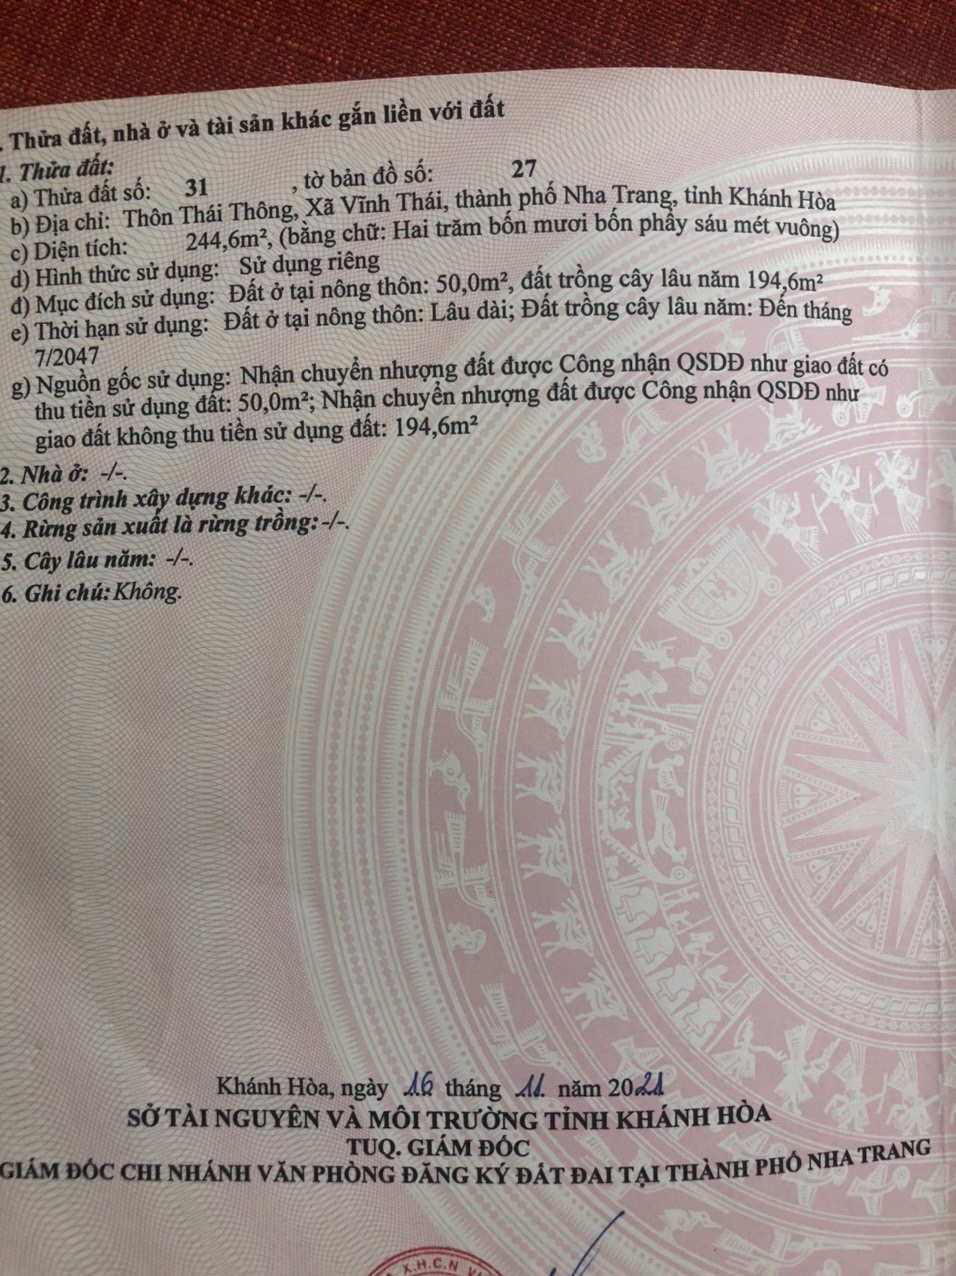 . Thửa đất, nhà ở và tài sản khác gắn liền với đất
1. Thửa đất:
a) Thửa đất số: 31 , tờ bản đồ số: 27
b) Địa chỉ: Thôn Thái Thông, Xã Vĩnh Thái, thành phố Nha Trang, tỉnh Khánh Hòa
c) Diện tích: 244,6m², (bằng chữ: Hai trăm bốn mươi bốn phẩy sáu mét vuông)
d) Hình thức sử dụng: Sử dụng riêng
đ) Mục đích sử dụng: Đất ở tại nông thôn: 50,0m², đất trồng cây lâu năm 194,6m²
e) Thời hạn sử dụng: Đất ở tại nông thôn: Lâu dài; Đất trồng cây lâu năm: Đến tháng
7/2047
g) Nguồn gốc sử dụng: Nhận chuyển nhượng đất được Công nhận QSDĐ như giao đất có
thu tiền sử dụng đất: 50,0m²; Nhận chuyển nhượng đất được Công nhận QSDĐ như
giao đất không thu tiền sử dụng đất: 194,6m²
2. Nhà ở: -/-.
3. Công trình xây dựng khác: -/-.
4. Rừng sản xuất là rừng trồng: -/-.
5. Cây lâu năm: -/-.
6. Ghi chú: Không.
Khánh Hòa, ngày 16 tháng 11 năm 2021
SỞ TÀI NGUYÊN VÀ MÔI TRƯỜNG TỈNH KHÁNH HÒA
TUQ. GIÁM ĐỐC
GIÁM ĐỐC CHI NHÁNH VĂN PHÒNG ĐĂNG KÝ ĐẤT ĐAI TẠI THÀNH PHỐ NHA TRANG
X.H.C.N